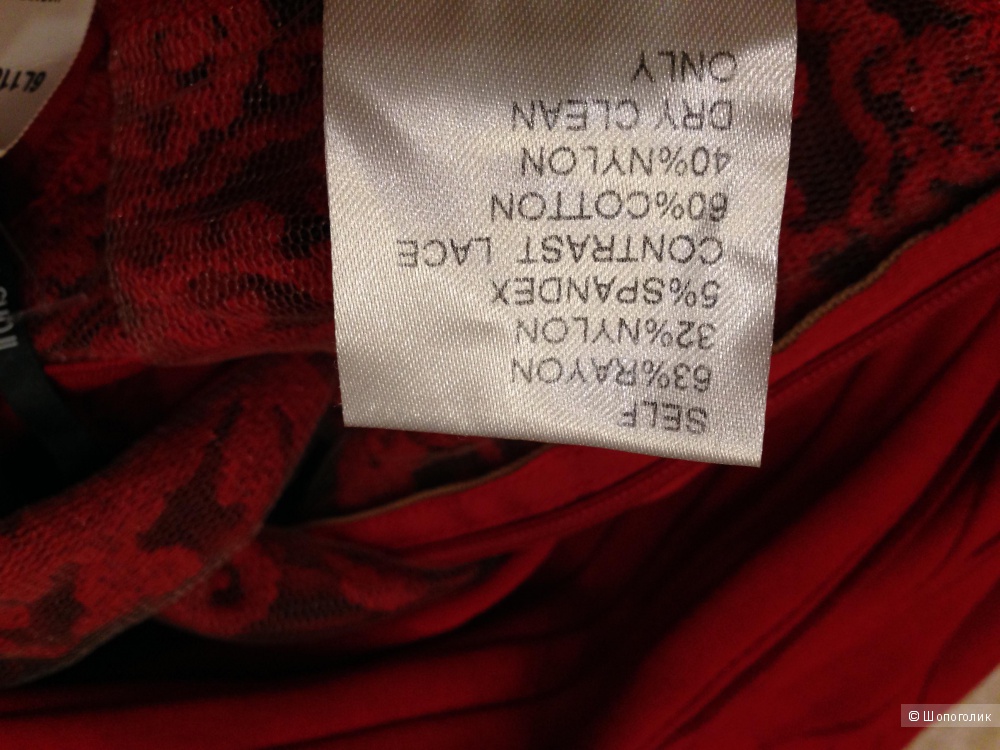 SELF
63%RAYON
32%NYLON
5%SPANDEX
CONTRAST LACE
60%COTTON
40%NYLON
DRY CLEAN
ONLY
© Шопоголик